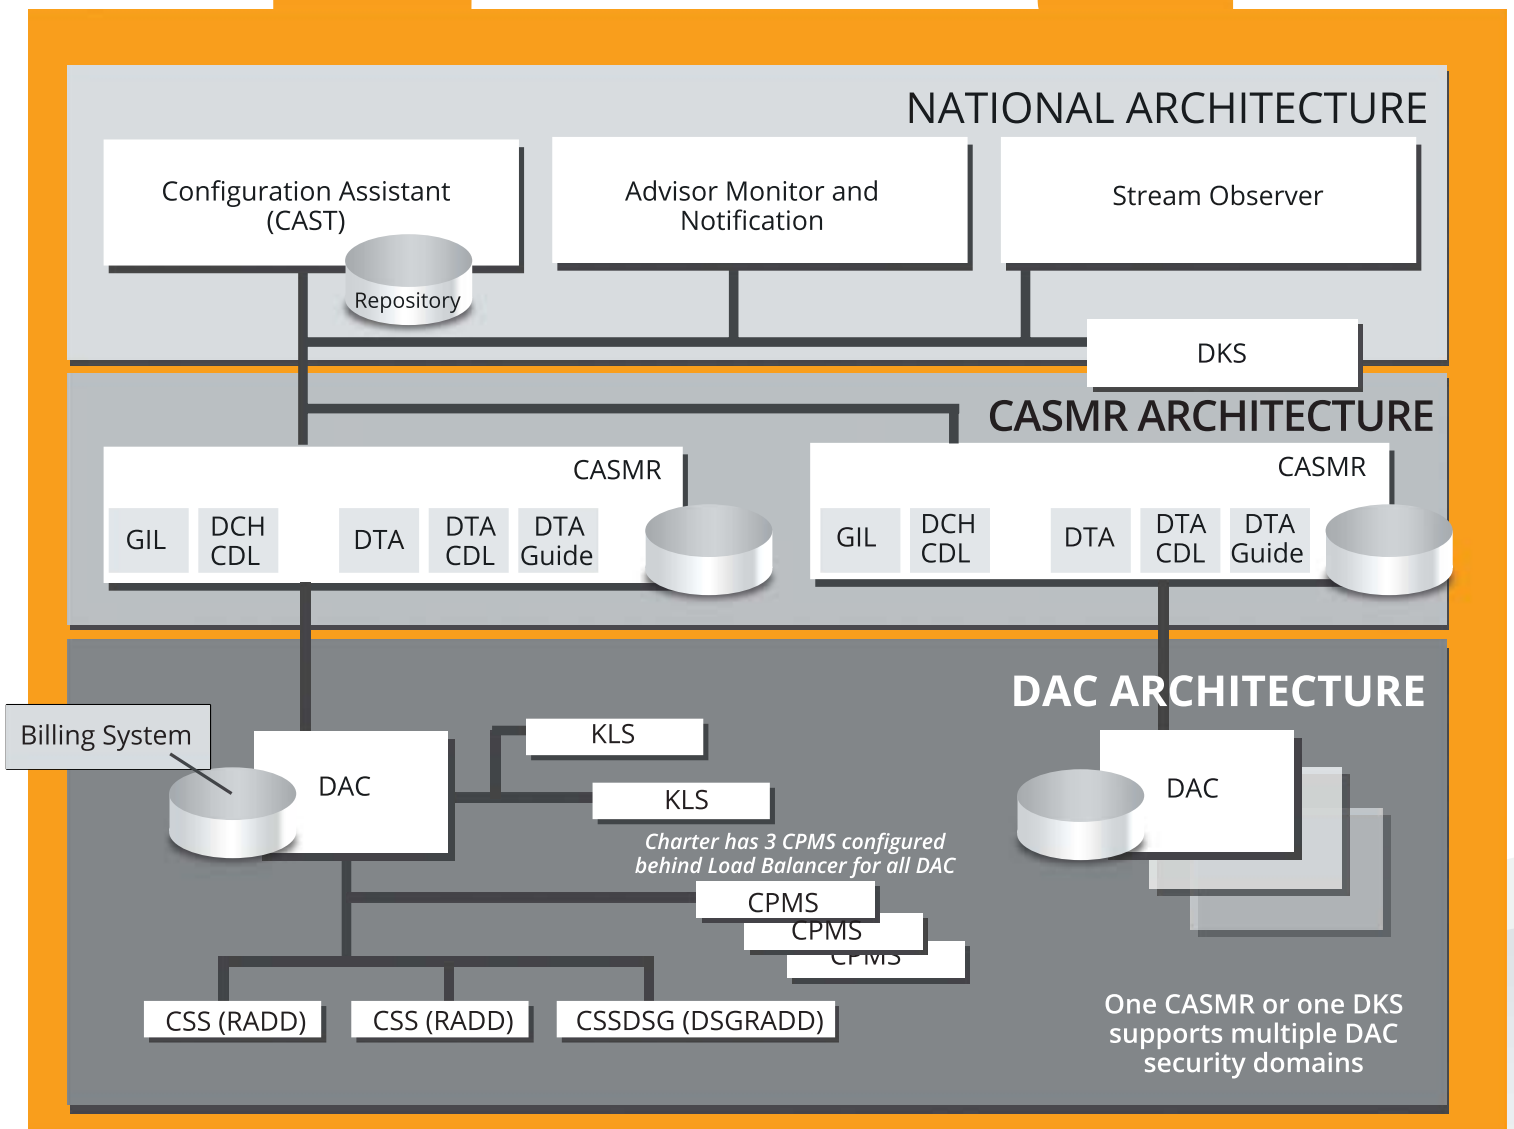 NATIONAL ARCHITECTURE
Configuration Assistant
(CAST)
Repository
Advisor Monitor and
Notification
Stream Observer
DKS
CASMR ARCHITECTURE
CASMR
GIL
DCH
CDL
DTA
DTA
CDL
DTA
Guide
CASMR
GIL
DCH
CDL
DTA
DTA
CDL
DTA
Guide
DAC ARCHITECTURE
Billing System
DAC
KLS
KLS
Charter has 3 CPMS configured
behind Load Balancer for all DAC
CPMS
CPMS
CPMS
CSS (RADD)
CSS (RADD)
CSSDSG (DSGRADD)
DAC
One CASMR or one DKS
supports multiple DAC
security domains